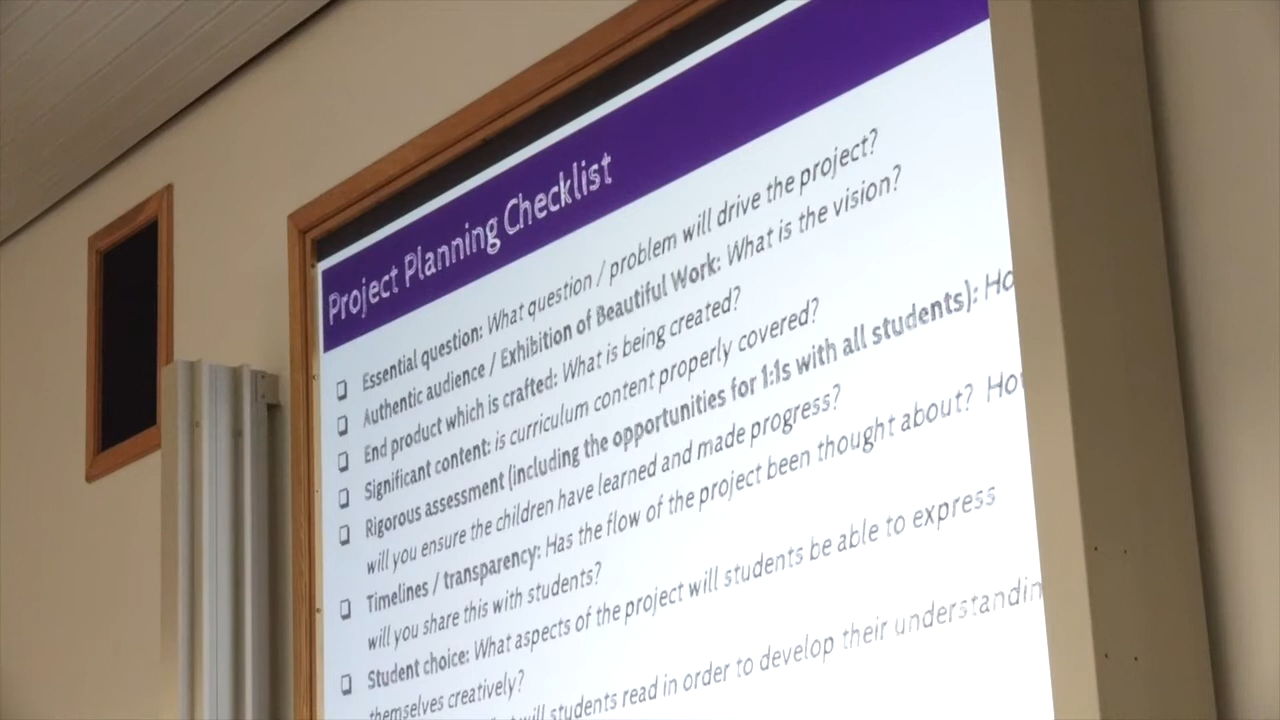 Project Planning Checklist
Essential question: What question / problem will drive the project?
Authentic audience / Exhibition of Beautiful Work: What is the vision?
End product which is crafted: What is being created?
Significant content: is curriculum content properly covered?
Rigorous assessment (including the opportunities for 1:1s with all students):
will you ensure the children have learned and made progress?
Timelines / transparency: Has the flow of the project been thought about?
will you share this with students?
Student choice: What aspects of the project will students be able to express
themselves creatively?
will students read in order to develop their